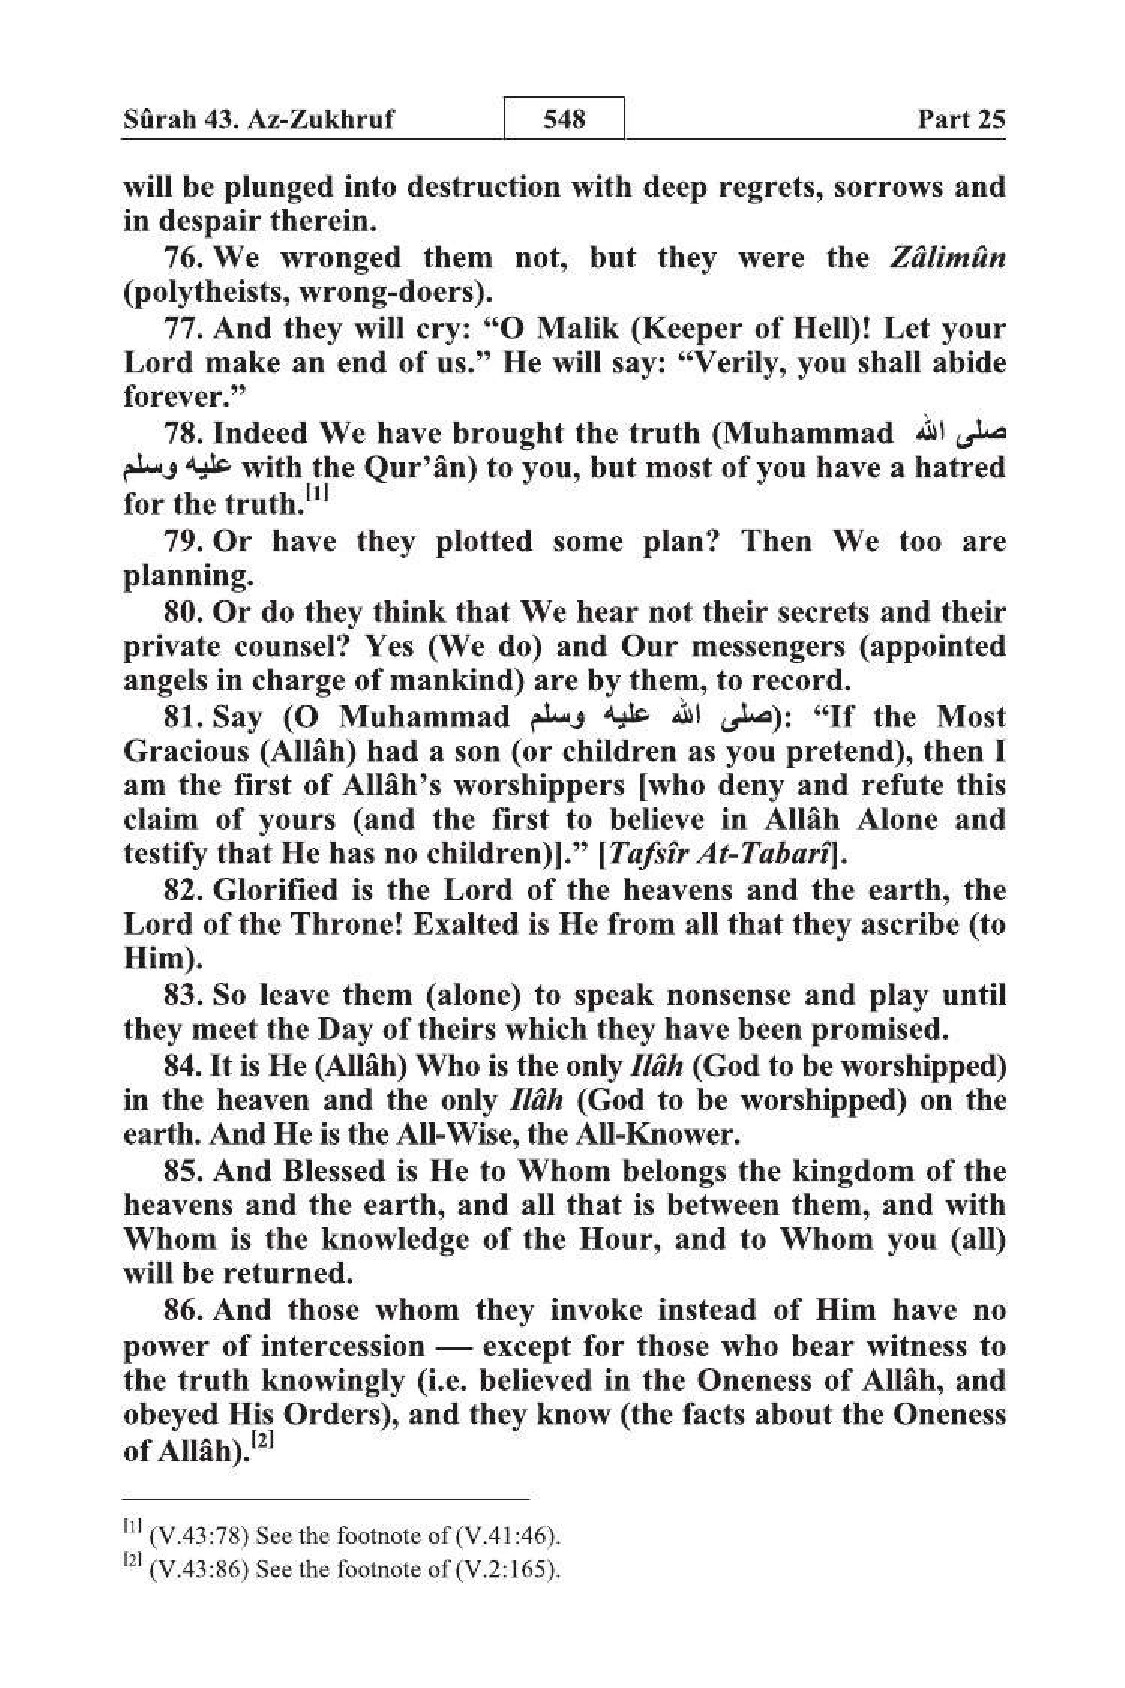 Sûrah 43. Az-Zukhruf 548 Part 25
will be plunged into destruction with deep regrets, sorrows and
in despair therein.
76. We wronged them not, but they were the Zâlimûn
(polytheists, wrong-doers).
77. And they will cry: “O Malik (Keeper of Hell)! Let your
Lord make an end of us.” He will say: “Verily, you shall abide
forever.”
78. Indeed We have brought the truth (Muhammad صلى الله
عليه وسلم with the Qur’ân) to you, but most of you have a hatred
for the truth.[1]
79. Or have they plotted some plan? Then We too are
planning.
80. Or do they think that We hear not their secrets and their
private counsel? Yes (We do) and Our messengers (appointed
angels in charge of mankind) are by them, to record.
81. Say (O Muhammad صلى الله عليه وسلم): “If the Most
Gracious (Allâh) had a son (or children as you pretend), then I
am the first of Allâh’s worshippers [who deny and refute this
claim of yours (and the first to believe in Allâh Alone and
testify that He has no children)].” [Tafsîr At-Tabarî].
82. Glorified is the Lord of the heavens and the earth, the
Lord of the Throne! Exalted is He from all that they ascribe (to
Him).
83. So leave them (alone) to speak nonsense and play until
they meet the Day of theirs which they have been promised.
84. It is He (Allâh) Who is the only Ilâh (God to be worshipped)
in the heaven and the only Ilâh (God to be worshipped) on the
earth. And He is the All-Wise, the All-Knower.
85. And Blessed is He to Whom belongs the kingdom of the
heavens and the earth, and all that is between them, and with
Whom is the knowledge of the Hour, and to Whom you (all)
will be returned.
86. And those whom they invoke instead of Him have no
power of intercession — except for those who bear witness to
the truth knowingly (i.e. believed in the Oneness of Allâh, and
obeyed His Orders), and they know (the facts about the Oneness
of Allâh).[2]
[1] (V.43:78) See the footnote of (V.41:46).
[2] (V.43:86) See the footnote of (V.2:165).